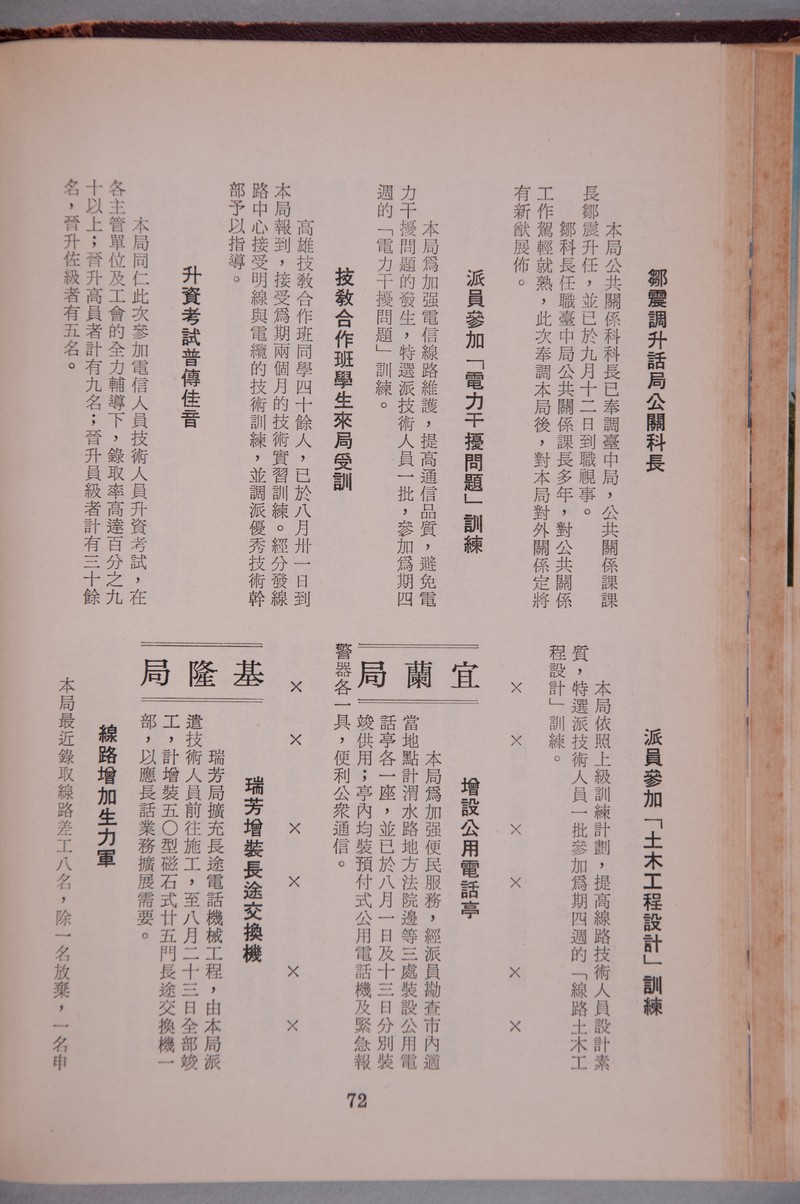 鄒震調升話局公關科長
本局公共關係科科長已奉調臺中局，公共關係課課
長鄒震升任，並已於九月十二日到職視事。
鄒科長任職臺中局公共關係課長多年，對公共關係
工作駕輕就熟，此次奉調本局後，對本局對外關係定將
有新猷展佈。
派員參加「電力干擾問題」訓練
本局爲加强電信線路維護，提高通信品質，避免電
力干擾問題的發生，特選派技術人員一批，參加爲期四
週的「電力干擾問題」訓練。
技教合作班學生來局受訓
高雄技教合作班同學四十餘人，已於八月卅一日到
本局報到，接受爲期兩個月的技術實習訓練。經分發線
路中心接受明線與電纜的技術訓練，並調派優秀技術幹
部予以指導。
升資考試普傳佳音
本局同仁此次參加電信人員技術人員升資考試，在
各主管單位及工會的全力輔導下，錄取率高達百分之九
十以上；晉升高員者計有九名；晉升員級者計有三十餘
名，晉升佐級者有五名。
派員參加「土木工程設計」訓練
本局依照上級訓練計劃，提高線路技術人員設計素
質，特選派技術人員一批參加爲期四週的「線路土木工
程設計」訓練。
×　×　×　×　×　×
宜蘭局
增設公用電話亭
本局爲加强便民服務，經派員勘查市內適
當地點計渭水路地方法院邊等三處裝設公用電
話亭各一座，並已於八月一日及十三日分別裝
竣供用；亭內均裝預付式公用電話機及緊急報
警器各一具，便利公衆通信。
×　×　×　×　×　×
基隆局
瑞芳增裝長途交換機
瑞芳局擴充長途電話機械工程，由本局派
遣技術人員前往施工，至八月二十三日全部竣
工，計增裝五〇型磁石式廿五門長途交換機一
部，以應長話業務擴展需要。
線路增加生力軍
本局最近錄取線路差工八名，除一名放棄，一名申
72